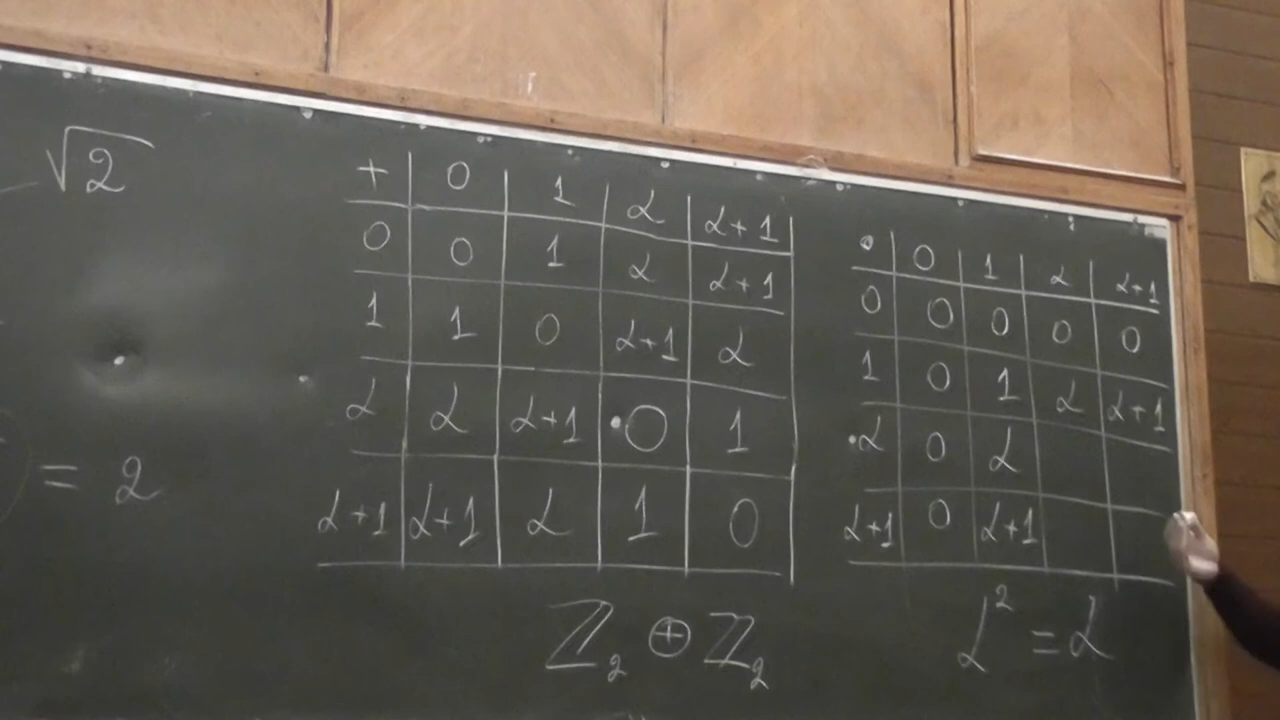 √2
= 2
+ 0 1 α α+1
0 0 1 α α+1
1 1 0 α+1 α
α α α+1 0 1
α+1 α+1 α 1 0
ℤ₂ ⊕ ℤ₂
· 0 1 α α+1
0 0 0 0 0
1 0 1 α α+1
α 0 α
α+1 0 α+1
α² = α